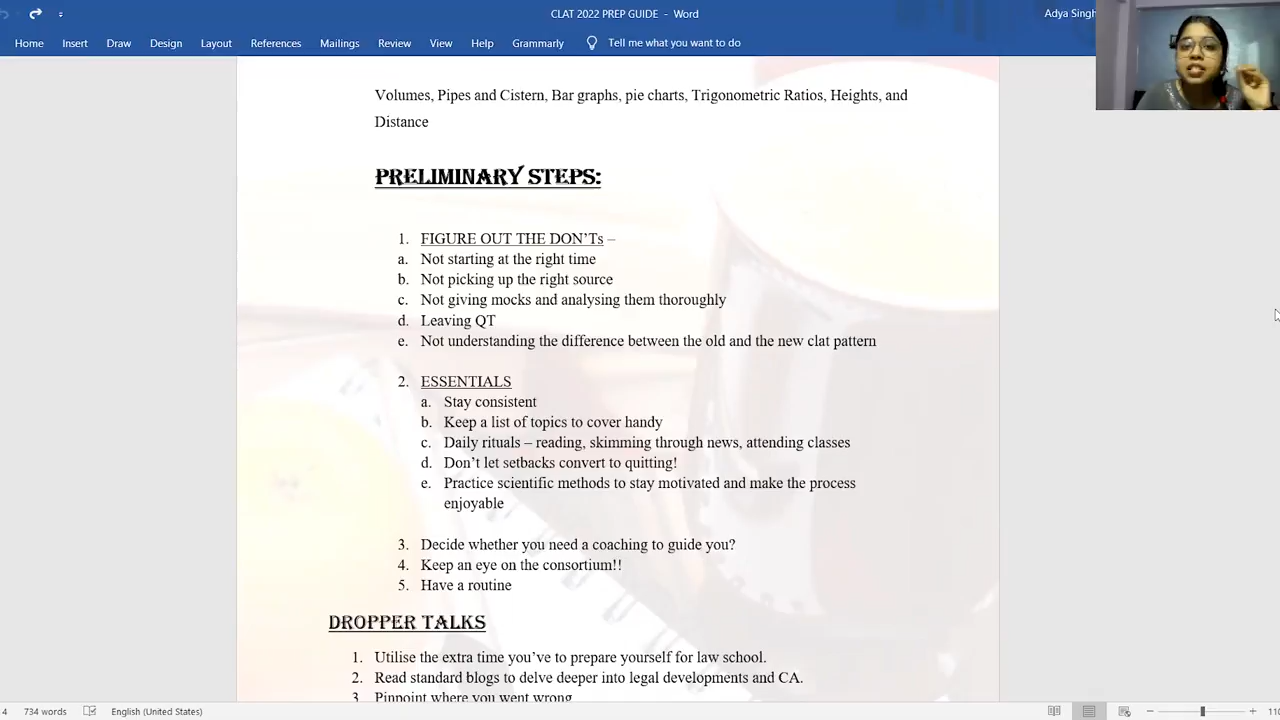 CLAT 2022 PREP GUIDE - Word
Adya Singh
Home Insert Draw Design Layout References Mailings Review View Help Grammarly Tell me what you want to do
Volumes, Pipes and Cistern, Bar graphs, pie charts, Trigonometric Ratios, Heights, and
Distance
PRELIMINARY STEPS:
1. FIGURE OUT THE DON'Ts –
a. Not starting at the right time
b. Not picking up the right source
c. Not giving mocks and analysing them thoroughly
d. Leaving QT
e. Not understanding the difference between the old and the new clat pattern
2. ESSENTIALS
a. Stay consistent
b. Keep a list of topics to cover handy
c. Daily rituals – reading, skimming through news, attending classes
d. Don't let setbacks convert to quitting!
e. Practice scientific methods to stay motivated and make the process
enjoyable
3. Decide whether you need a coaching to guide you?
4. Keep an eye on the consortium!!
5. Have a routine
DROPPER TALKS
1. Utilise the extra time you've to prepare yourself for law school.
2. Read standard blogs to delve deeper into legal developments and CA.
3. Pinpoint where you went wrong
4 734 words English (United States) 110